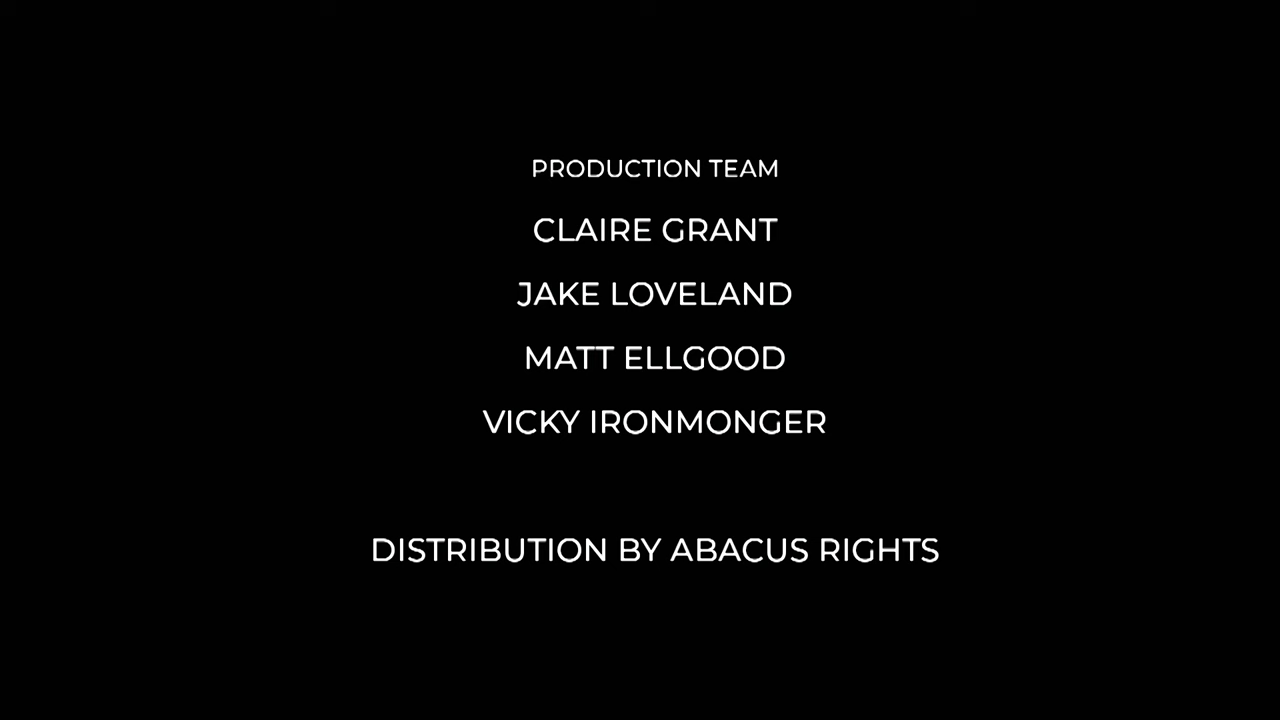 PRODUCTION TEAM
CLAIRE GRANT
JAKE LOVELAND
MATT ELLGOOD
VICKY IRONMONGER
DISTRIBUTION BY ABACUS RIGHTS